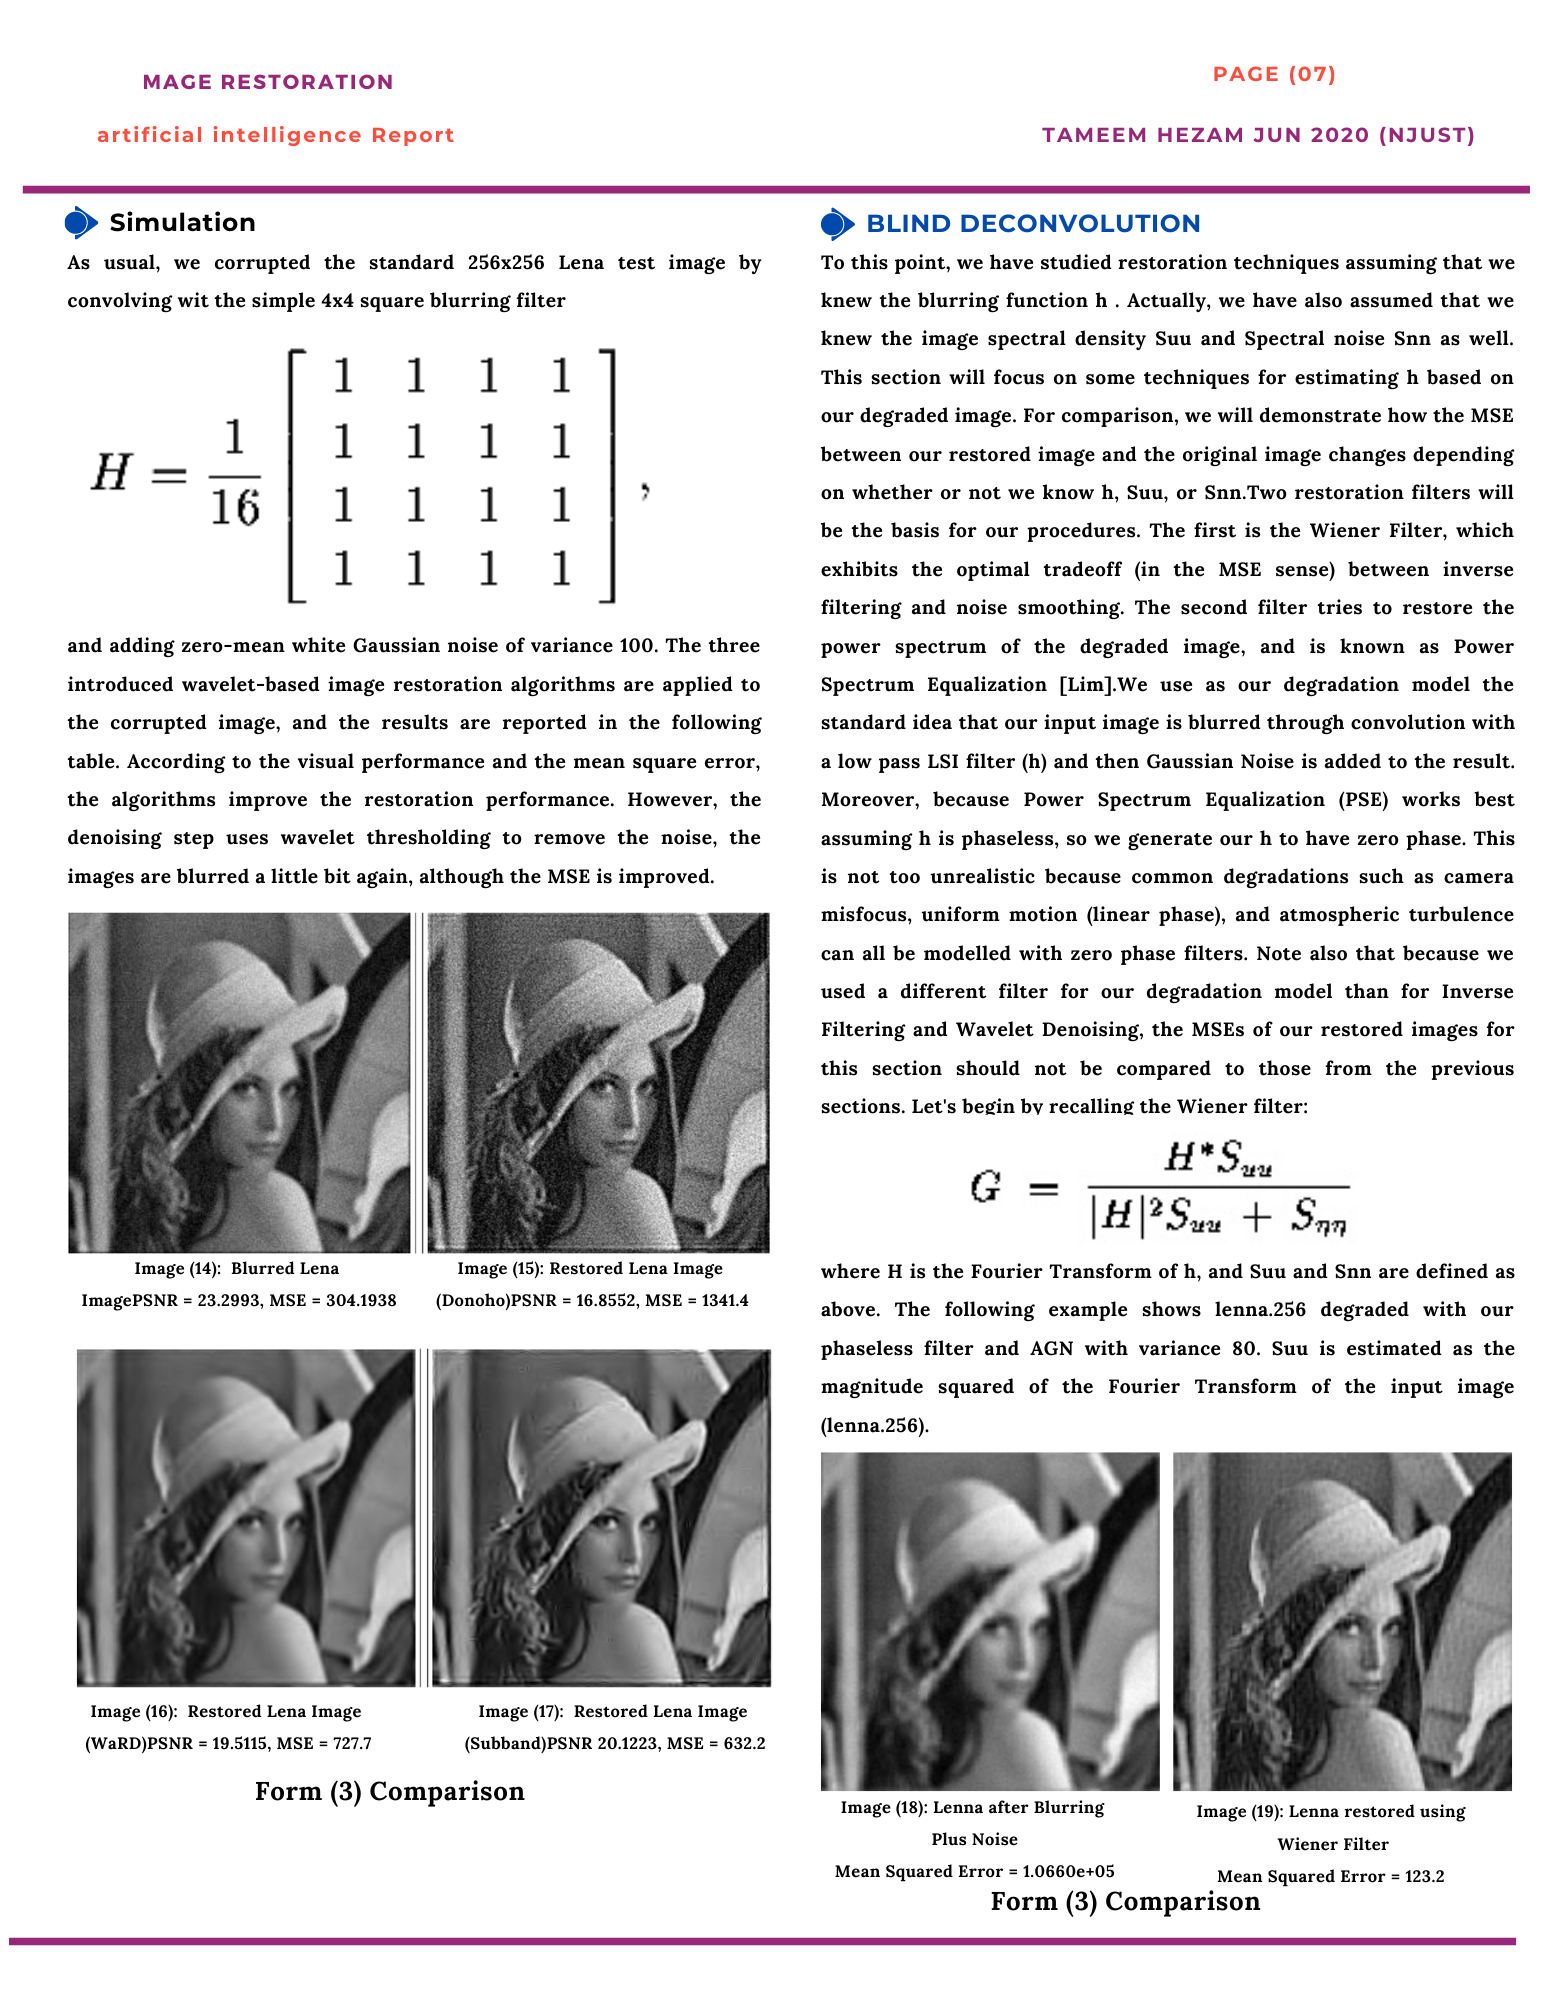 MAGE RESTORATION
artificial intelligence Report
PAGE (07)
TAMEEM HEZAM JUN 2020 (NJUST)
Simulation
As usual, we corrupted the standard 256x256 Lena test image by
convolving wit the simple 4x4 square blurring filter
H = 1/16 [ 1 1 1 1
1 1 1 1
1 1 1 1
1 1 1 1 ] ,
and adding zero-mean white Gaussian noise of variance 100. The three
introduced wavelet-based image restoration algorithms are applied to
the corrupted image, and the results are reported in the following
table. According to the visual performance and the mean square error,
the algorithms improve the restoration performance. However, the
denoising step uses wavelet thresholding to remove the noise, the
images are blurred a little bit again, although the MSE is improved.
Image (14): Blurred Lena
ImagePSNR = 23.2993, MSE = 304.1938
Image (15): Restored Lena Image
(Donoho)PSNR = 16.8552, MSE = 1341.4
Image (16): Restored Lena Image
(WaRD)PSNR = 19.5115, MSE = 727.7
Image (17): Restored Lena Image
(Subband)PSNR 20.1223, MSE = 632.2
Form (3) Comparison
BLIND DECONVOLUTION
To this point, we have studied restoration techniques assuming that we
knew the blurring function h . Actually, we have also assumed that we
knew the image spectral density Suu and Spectral noise Snn as well.
This section will focus on some techniques for estimating h based on
our degraded image. For comparison, we will demonstrate how the MSE
between our restored image and the original image changes depending
on whether or not we know h, Suu, or Snn.Two restoration filters will
be the basis for our procedures. The first is the Wiener Filter, which
exhibits the optimal tradeoff (in the MSE sense) between inverse
filtering and noise smoothing. The second filter tries to restore the
power spectrum of the degraded image, and is known as Power
Spectrum Equalization [Lim].We use as our degradation model the
standard idea that our input image is blurred through convolution with
a low pass LSI filter (h) and then Gaussian Noise is added to the result.
Moreover, because Power Spectrum Equalization (PSE) works best
assuming h is phaseless, so we generate our h to have zero phase. This
is not too unrealistic because common degradations such as camera
misfocus, uniform motion (linear phase), and atmospheric turbulence
can all be modelled with zero phase filters. Note also that because we
used a different filter for our degradation model than for Inverse
Filtering and Wavelet Denoising, the MSEs of our restored images for
this section should not be compared to those from the previous
sections. Let's begin by recalling the Wiener filter:
G = H*Suu / |H|²Suu + Sηη
where H is the Fourier Transform of h, and Suu and Snn are defined as
above. The following example shows lenna.256 degraded with our
phaseless filter and AGN with variance 80. Suu is estimated as the
magnitude squared of the Fourier Transform of the input image
(lenna.256).
Image (18): Lenna after Blurring
Plus Noise
Mean Squared Error = 1.0660e+05
Image (19): Lenna restored using
Wiener Filter
Mean Squared Error = 123.2
Form (3) Comparison